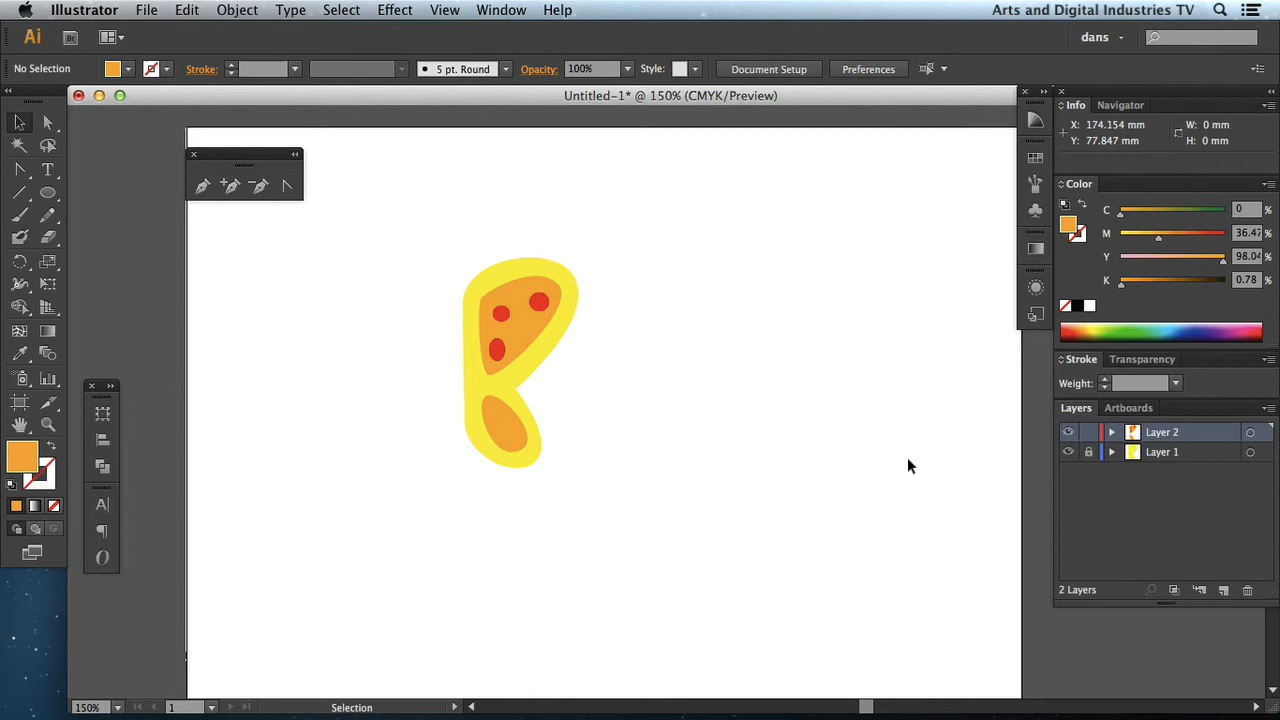 Illustrator File Edit Object Type Select Effect View Window Help Arts and Digital Industries TV
Ai Br dans
No Selection Stroke: 5 pt. Round Opacity: 100% Style: Document Setup Preferences
Untitled-1* @ 150% (CMYK/Preview)
Info Navigator
X: 174.154 mm W: 0 mm
Y: 77.847 mm H: 0 mm
Color
C 0 %
M 36.47 %
Y 98.04 %
K 0.78 %
Stroke Transparency
Weight:
Layers Artboards
Layer 2
Layer 1
2 Layers
150% 1 Selection